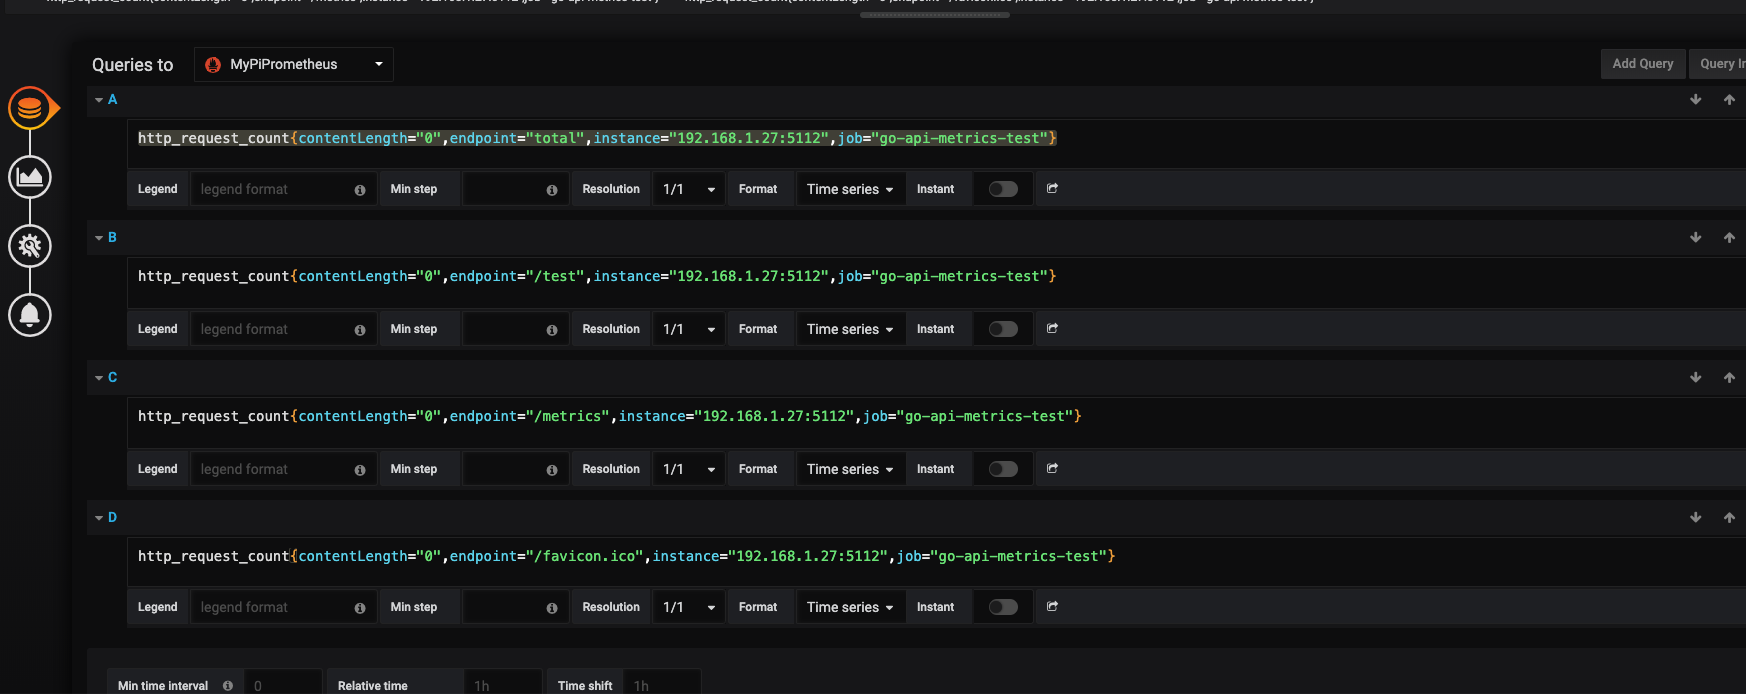 Queries to MyPiPrometheus Add Query Query In
A
http_request_count{contentLength="0",endpoint="total",instance="192.168.1.27:5112",job="go-api-metrics-test"}
Legend legend format Min step Resolution 1/1 Format Time series Instant
B
http_request_count{contentLength="0",endpoint="/test",instance="192.168.1.27:5112",job="go-api-metrics-test"}
Legend legend format Min step Resolution 1/1 Format Time series Instant
C
http_request_count{contentLength="0",endpoint="/metrics",instance="192.168.1.27:5112",job="go-api-metrics-test"}
Legend legend format Min step Resolution 1/1 Format Time series Instant
D
http_request_count{contentLength="0",endpoint="/favicon.ico",instance="192.168.1.27:5112",job="go-api-metrics-test"}
Legend legend format Min step Resolution 1/1 Format Time series Instant
Min time interval 0 Relative time 1h Time shift 1h